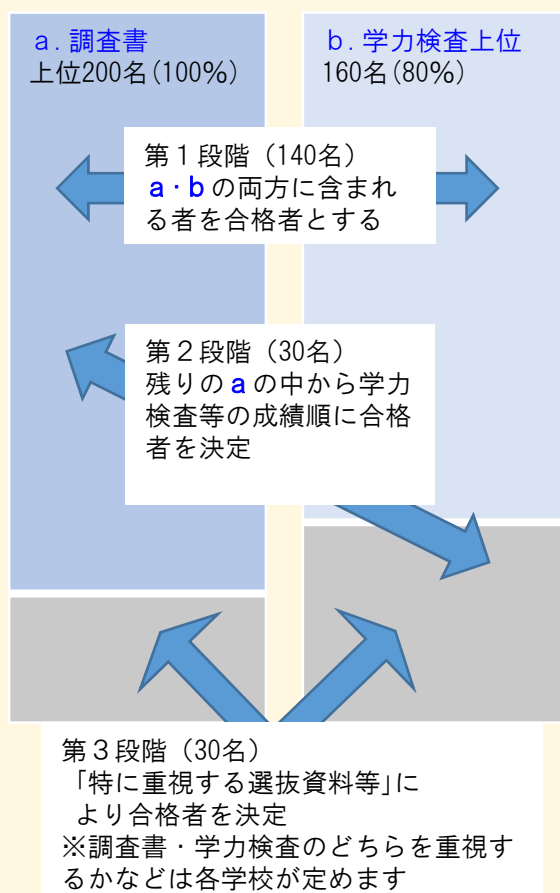 a．調査書
上位200名(100%)
b．学力検査上位
160名(80%)
第１段階（140名）
a・bの両方に含まれ
る者を合格者とする
第２段階（30名）
残りのaの中から学力
検査等の成績順に合格
者を決定
第３段階（30名）
「特に重視する選抜資料等」に
より合格者を決定
※調査書・学力検査のどちらを重視す
るかなどは各学校が定めます